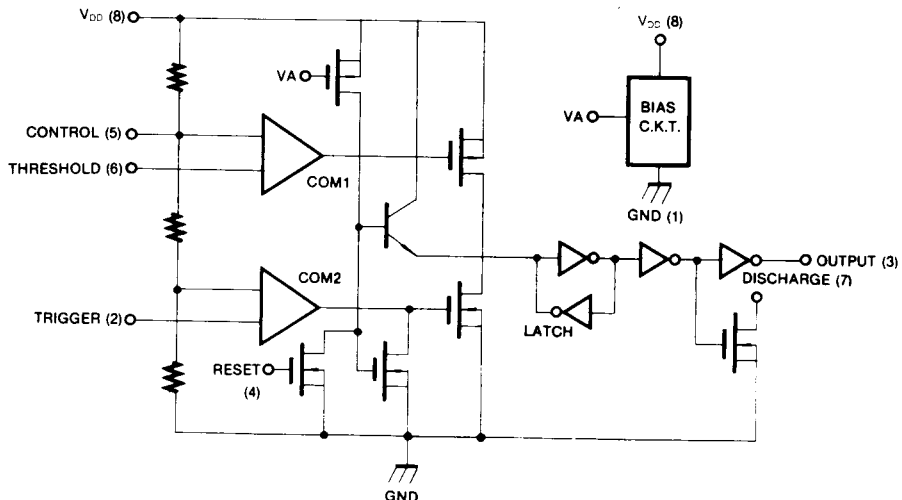 VDD (8)
VDD (8)
VA
BIAS
C.K.T.
VA
CONTROL (5)
THRESHOLD (6)
COM1
GND (1)
COM2
OUTPUT (3)
DISCHARGE (7)
TRIGGER (2)
LATCH
RESET
(4)
GND